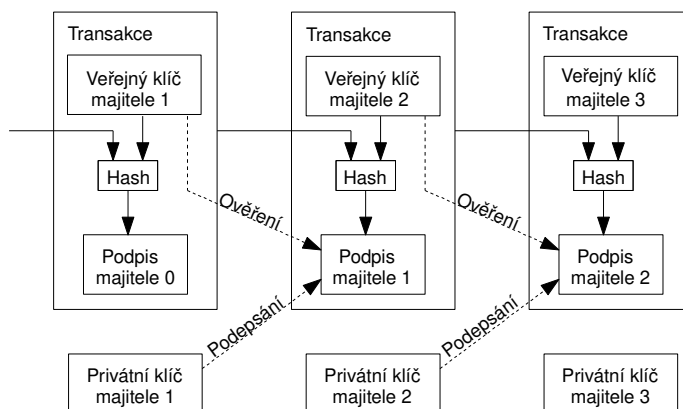 Transakce
Veřejný klíč
majitele 1
Hash
Podpis
majitele 0
Transakce
Veřejný klíč
majitele 2
Hash
Podpis
majitele 1
Transakce
Veřejný klíč
majitele 3
Hash
Podpis
majitele 2
Ověření
Ověření
Podepsání
Podepsání
Privátní klíč
majitele 1
Privátní klíč
majitele 2
Privátní klíč
majitele 3